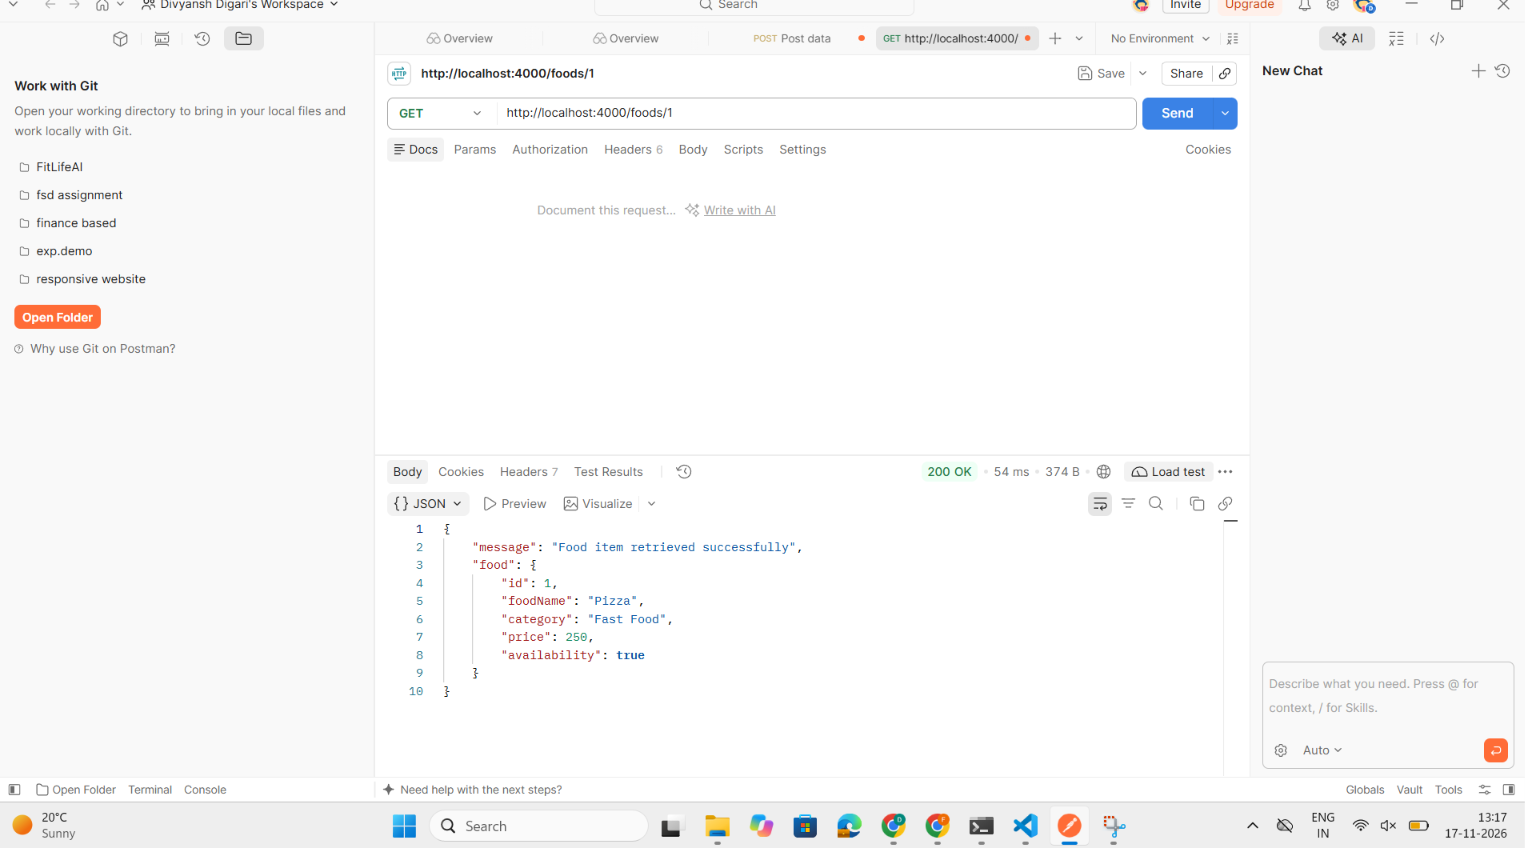 Divyansh Digari's Workspace
Search
Invite
Upgrade
Overview
Overview
POST Post data
GET http://localhost:4000/
No Environment
AI
Work with Git
Open your working directory to bring in your local files and
work locally with Git.
FitLifeAI
fsd assignment
finance based
exp.demo
responsive website
Open Folder
Why use Git on Postman?
HTTP
http://localhost:4000/foods/1
Save
Share
GET
http://localhost:4000/foods/1
Send
Docs
Params
Authorization
Headers 6
Body
Scripts
Settings
Cookies
Document this request...
Write with AI
Body
Cookies
Headers 7
Test Results
200 OK
54 ms
374 B
Load test
{} JSON
Preview
Visualize
1 {
2 "message": "Food item retrieved successfully",
3 "food": {
4 "id": 1,
5 "foodName": "Pizza",
6 "category": "Fast Food",
7 "price": 250,
8 "availability": true
9 }
10 }
New Chat
Describe what you need. Press @ for
context, / for Skills.
Auto
Open Folder
Terminal
Console
Need help with the next steps?
Globals
Vault
Tools
20°C
Sunny
Search
ENG
IN
13:17
17-11-2026